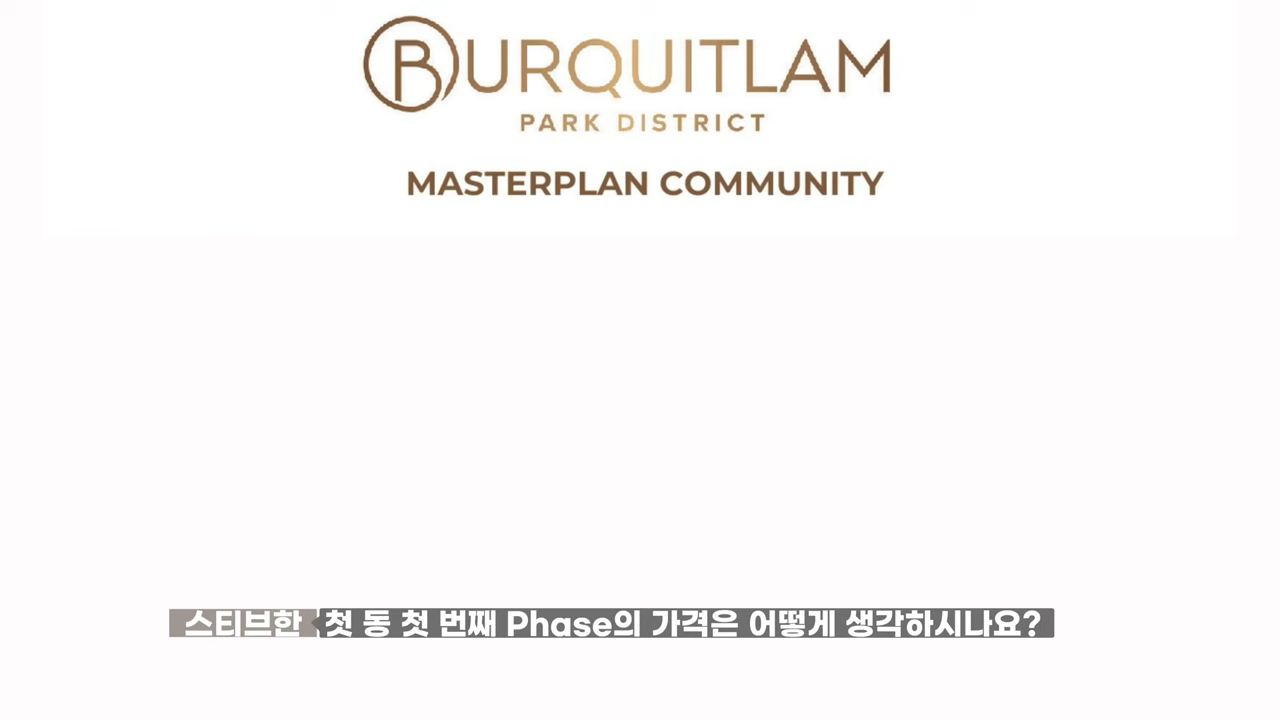 BURQUITLAM
PARK DISTRICT
MASTERPLAN COMMUNITY
스티브한 첫 동 첫 번째 Phase의 가격은 어떻게 생각하시나요?